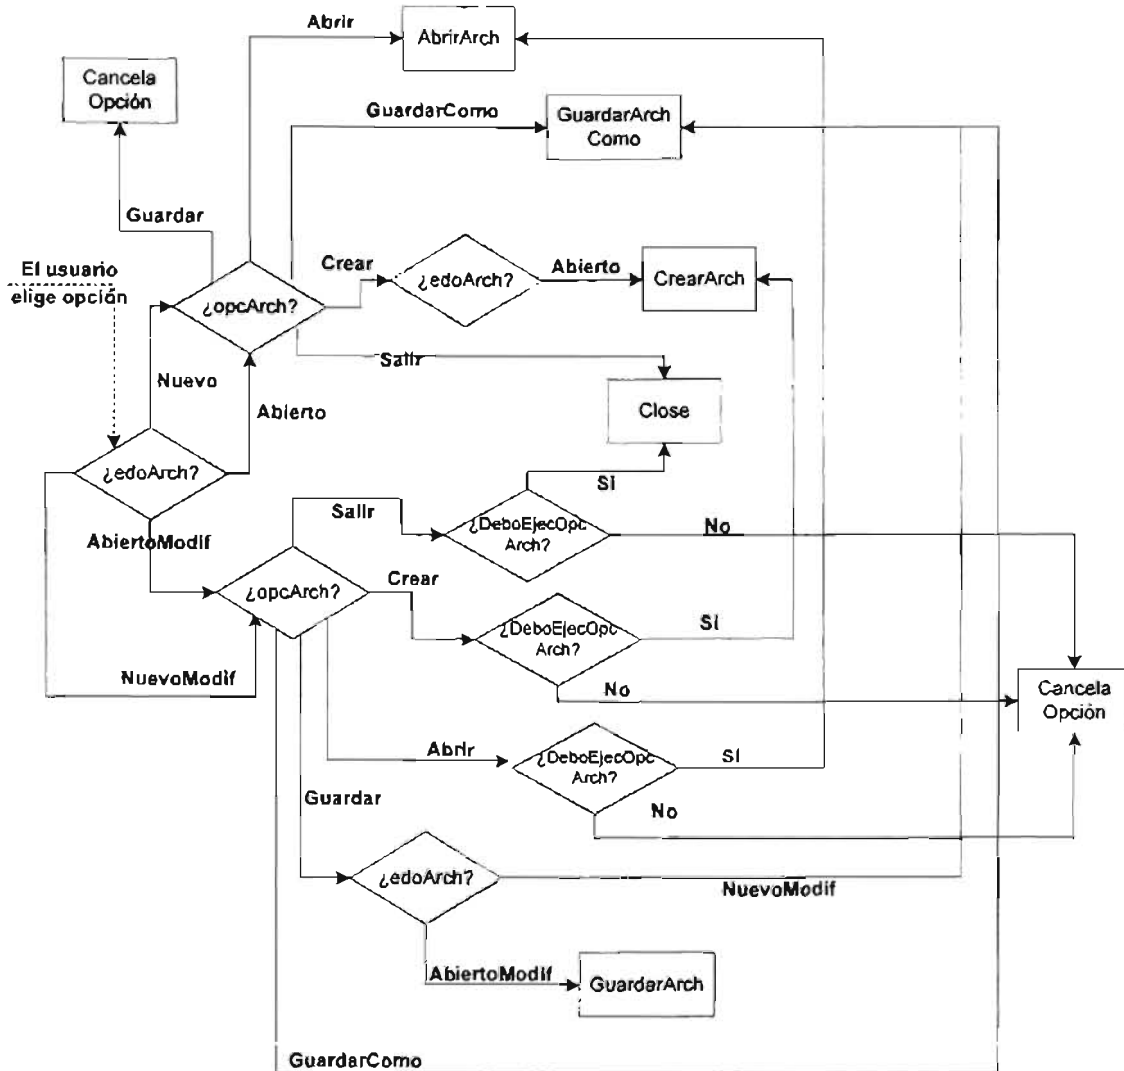 Abrir
AbrirArch
Cancela
Opción
GuardarComo
GuardarArch
Como
Guardar
El usuario
elige opción
Crear
¿edoArch?
Abierto
CrearArch
¿opcArch?
Salir
Nuevo
Abierto
Close
¿edoArch?
Si
Salir
¿DeboEjecOpc
Arch?
No
AbiertoModif
¿opcArch?
Crear
¿DeboEjecOpc
Arch?
Si
NuevoModif
No
Cancela
Opción
Abrir
¿DeboEjecOpc
Arch?
Si
Guardar
No
¿edoArch?
NuevoModif
AbiertoModif
GuardarArch
GuardarComo